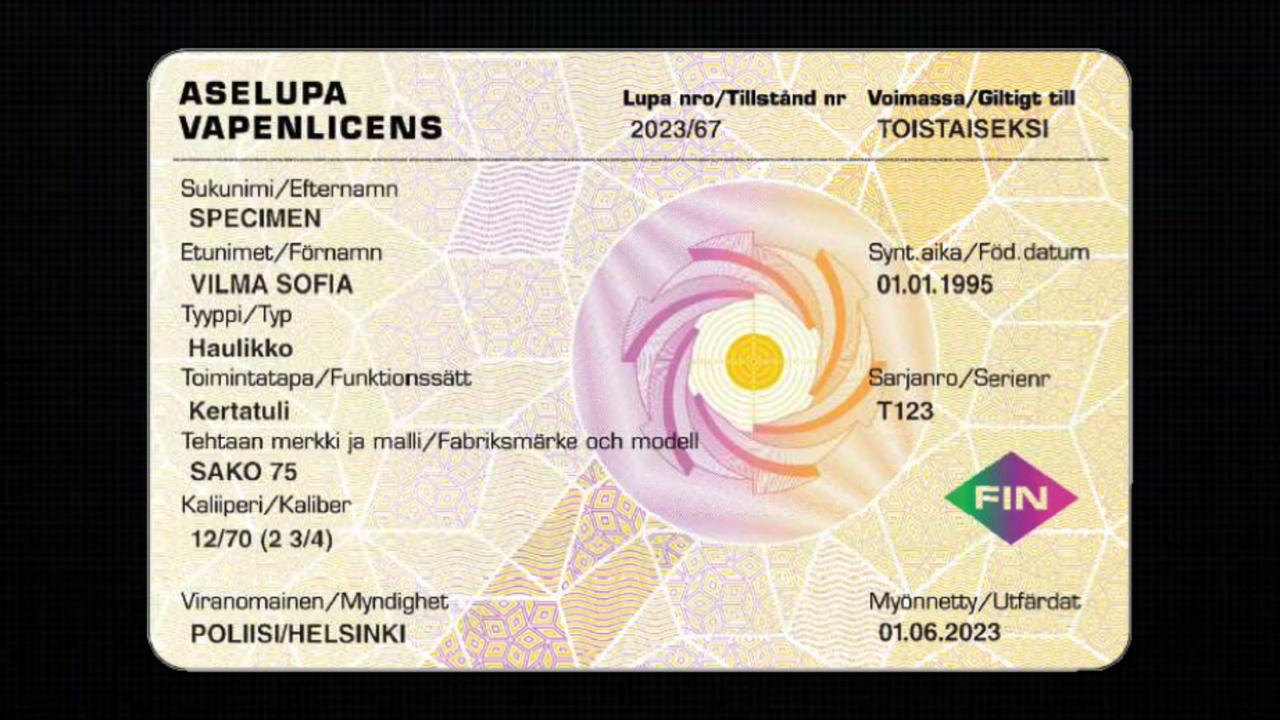 ASELUPA
VAPENLICENS
Lupa nro/Tillstånd nr
2023/67
Voimassa/Giltigt till
TOISTAISEKSI
Sukunimi/Efternamn
SPECIMEN
Etunimet/Förnamn
VILMA SOFIA
Synt.aika/Föd.datum
01.01.1995
Tyyppi/Typ
Haulikko
Toimintatapa/Funktionssätt
Kertatuli
Sarjanro/Serienr
T123
Tehtaan merkki ja malli/Fabriksmärke och modell
SAKO 75
Kaliiperi/Kaliber
12/70 (2 3/4)
FIN
Viranomainen/Myndighet
POLIISI/HELSINKI
Myönnetty/Utfärdat
01.06.2023